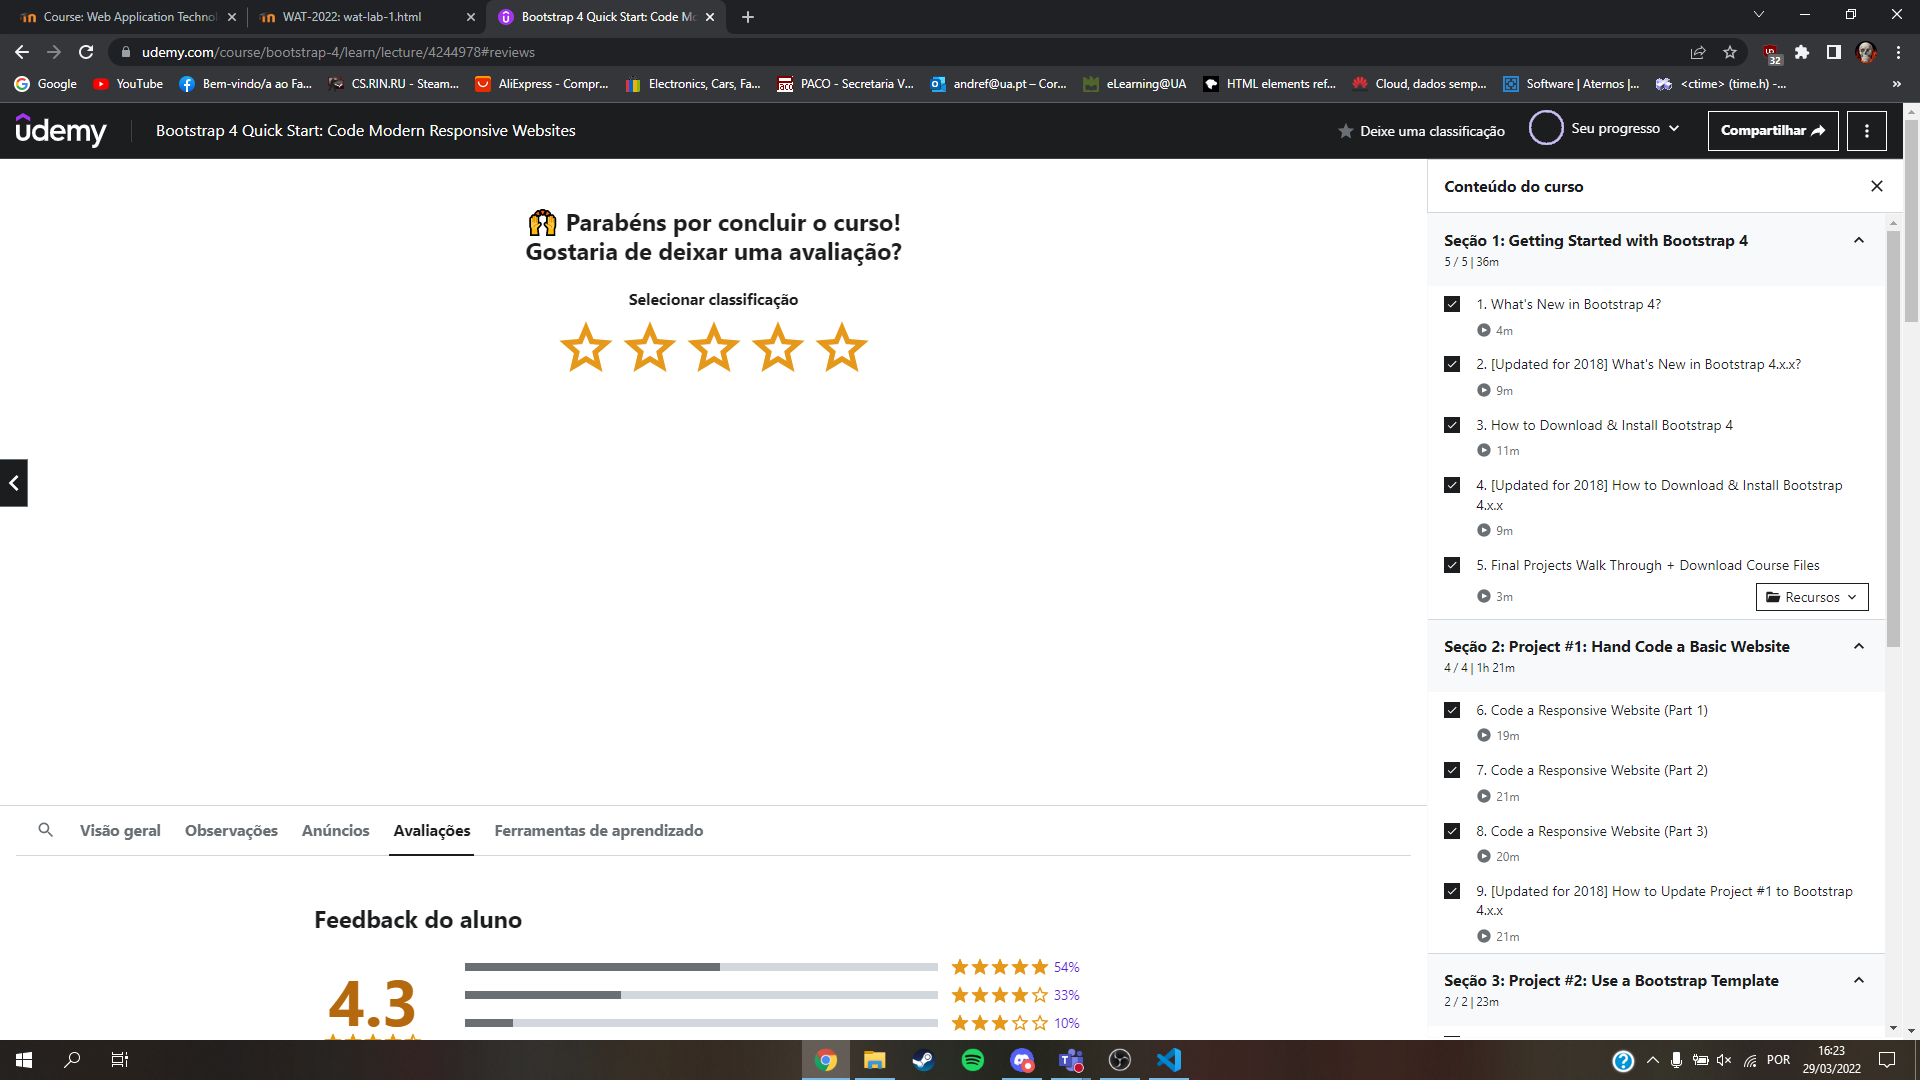 Course: Web Application Technol
WAT-2022: wat-lab-1.html
Bootstrap 4 Quick Start: Code Mo
udemy.com/course/bootstrap-4/learn/lecture/4244978#reviews
32
Google
YouTube
Bem-vindo/a ao Fa...
CS.RIN.RU - Steam...
AliExpress - Compr...
Electronics, Cars, Fa...
PACO - Secretaria V...
andref@ua.pt – Cor...
eLearning@UA
HTML elements ref...
Cloud, dados semp...
Software | Aternos |...
<ctime> (time.h) -...
»
udemy
Bootstrap 4 Quick Start: Code Modern Responsive Websites
Deixe uma classificação
Seu progresso
Compartilhar
Parabéns por concluir o curso!
Gostaria de deixar uma avaliação?
Selecionar classificação
Visão geral
Observações
Anúncios
Avaliações
Ferramentas de aprendizado
Feedback do aluno
4.3
54%
33%
10%
Conteúdo do curso
Seção 1: Getting Started with Bootstrap 4
5 / 5 | 36m
1. What's New in Bootstrap 4?
4m
2. [Updated for 2018] What's New in Bootstrap 4.x.x?
9m
3. How to Download & Install Bootstrap 4
11m
4. [Updated for 2018] How to Download & Install Bootstrap
4.x.x
9m
5. Final Projects Walk Through + Download Course Files
3m
Recursos
Seção 2: Project #1: Hand Code a Basic Website
4 / 4 | 1h 21m
6. Code a Responsive Website (Part 1)
19m
7. Code a Responsive Website (Part 2)
21m
8. Code a Responsive Website (Part 3)
20m
9. [Updated for 2018] How to Update Project #1 to Bootstrap
4.x.x
21m
Seção 3: Project #2: Use a Bootstrap Template
2 / 2 | 23m
POR
16:23
29/03/2022